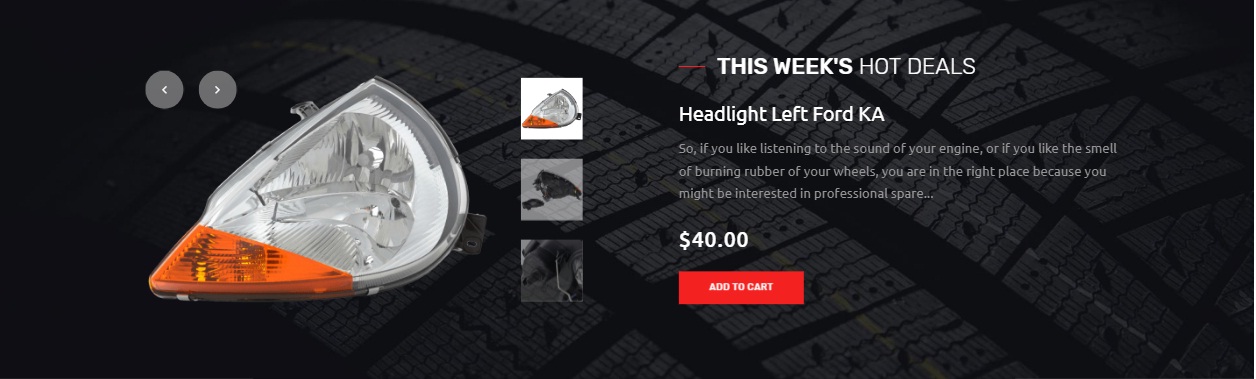 THIS WEEK'S HOT DEALS
Headlight Left Ford KA
So, if you like listening to the sound of your engine, or if you like the smell
of burning rubber of your wheels, you are in the right place because you
might be interested in professional spare...
$40.00
ADD TO CART